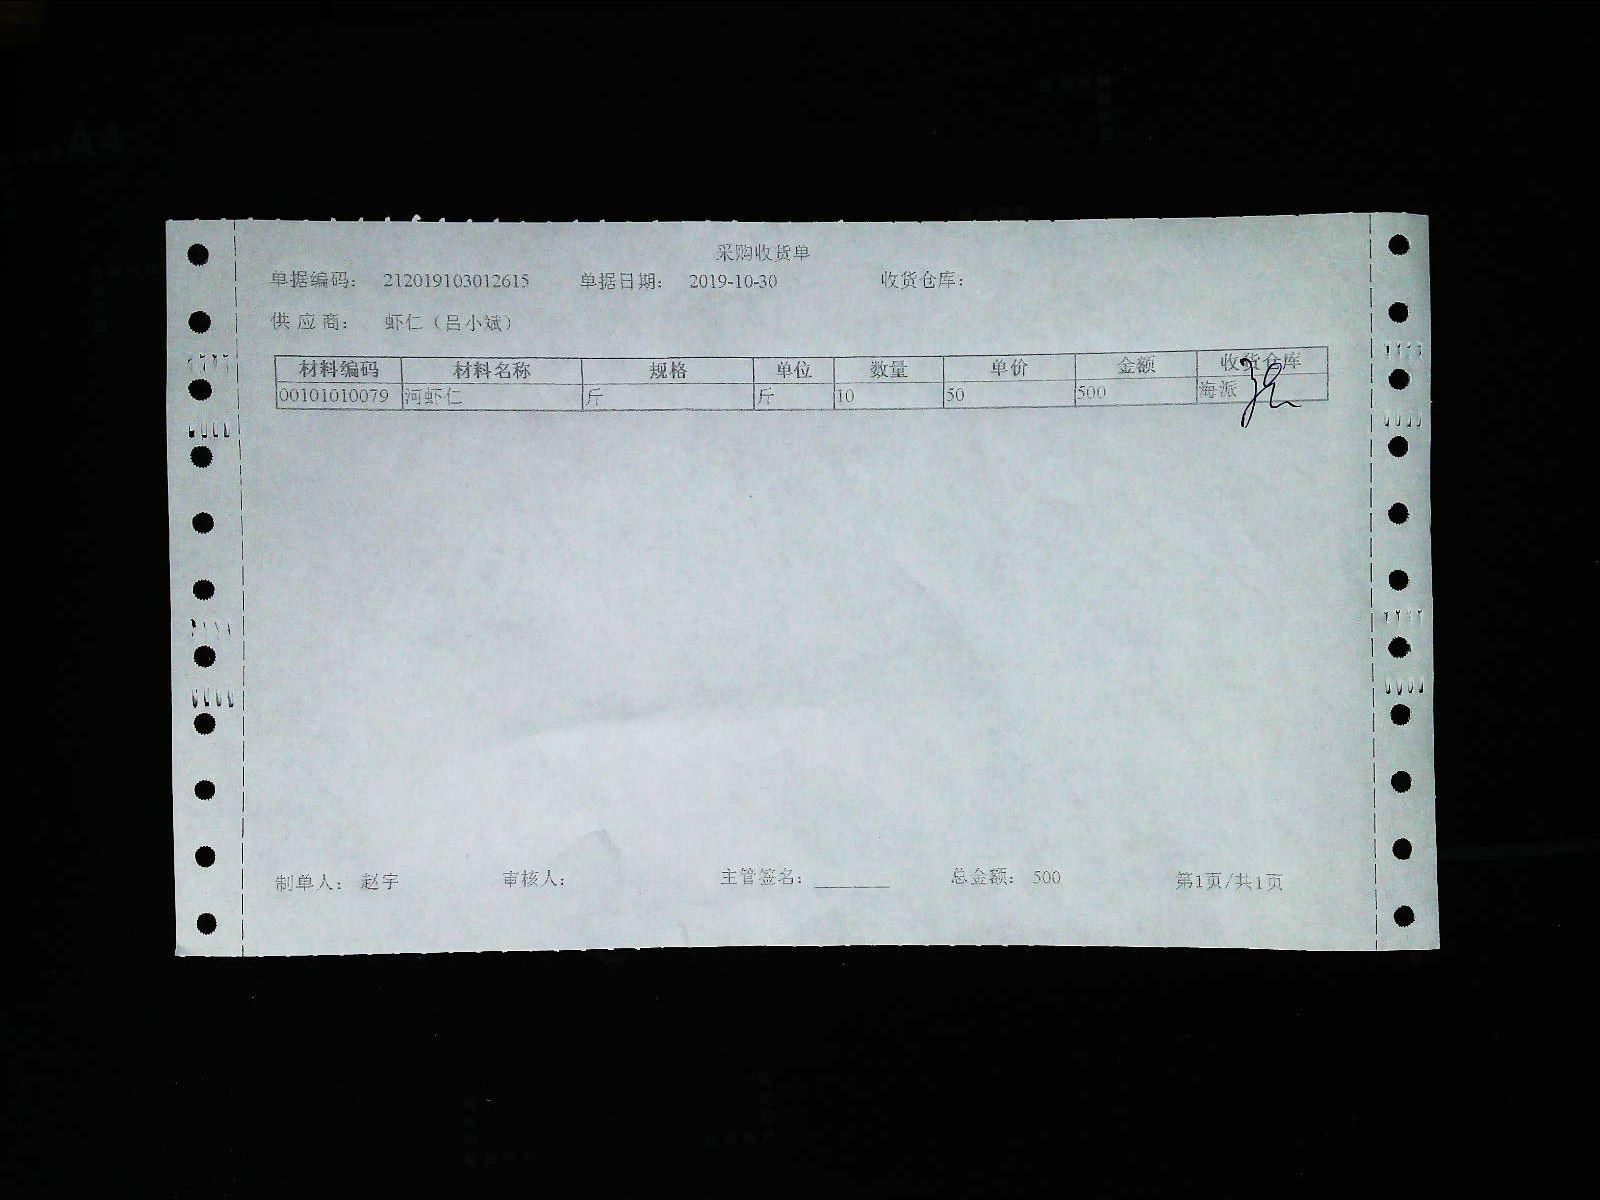 采购收货单
单据编码： 212019103012615 单据日期： 2019-10-30 收货仓库：
供 应 商： 虾仁（吕小斌）
材料编码 材料名称 规格 单位 数量 单价 金额 收货仓库
00101010079 河虾仁 斤 斤 10 50 500 海派
制单人： 赵宇 审核人： 主管签名：________ 总金额： 500 第1页/共1页